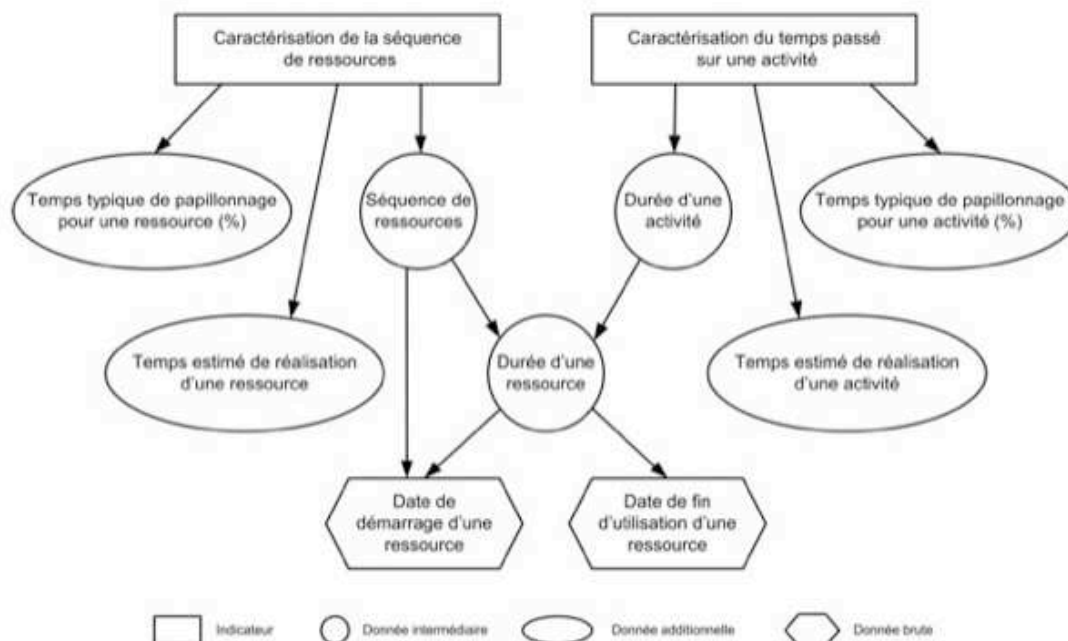 Caractérisation de la séquence
de ressources
Caractérisation du temps passé
sur une activité
Temps typique de papillonnage
pour une ressource (%)
Séquence de
ressources
Durée d'une
activité
Temps typique de papillonnage
pour une activité (%)
Temps estimé de réalisation
d'une ressource
Durée d'une
ressource
Temps estimé de réalisation
d'une activité
Date de
démarrage d'une
ressource
Date de fin
d'utilisation d'une
ressource
Indicateur
Donnée intermédiaire
Donnée additionnelle
Donnée brute